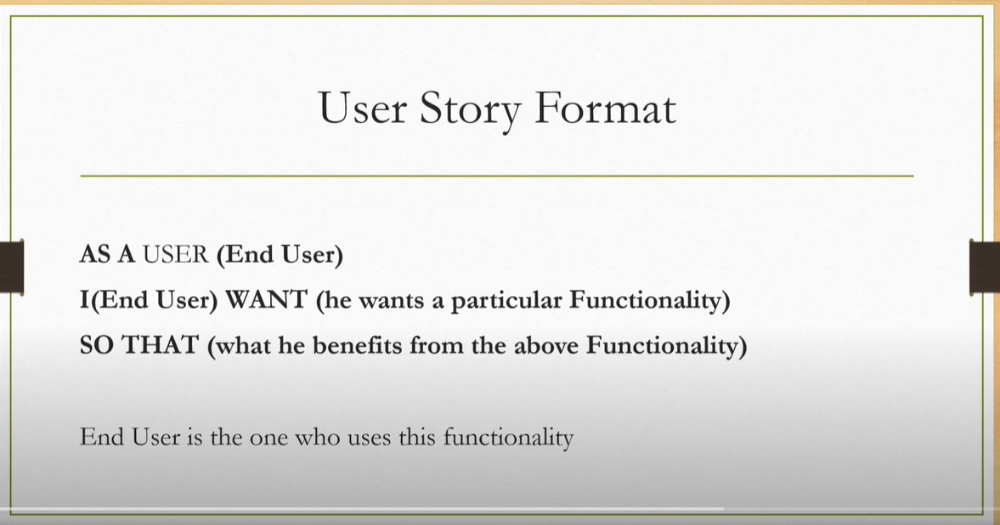 User Story Format
AS A USER (End User)
I(End User) WANT (he wants a particular Functionality)
SO THAT (what he benefits from the above Functionality)
End User is the one who uses this functionality